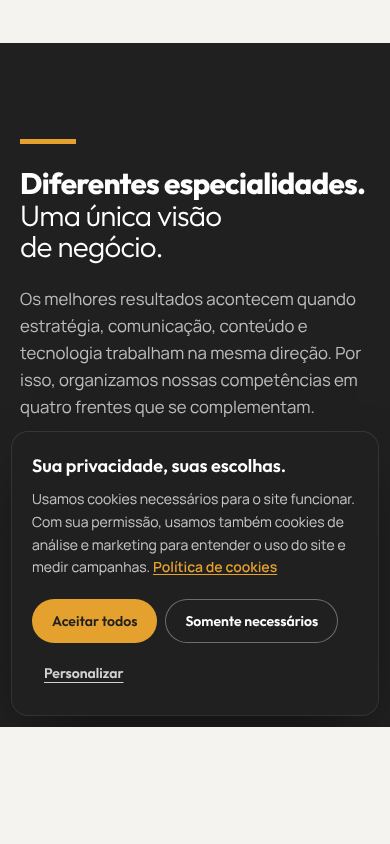 Diferentes especialidades.
Uma única visão
de negócio.
Os melhores resultados acontecem quando
estratégia, comunicação, conteúdo e
tecnologia trabalham na mesma direção. Por
isso, organizamos nossas competências em
quatro frentes que se complementam.
Sua privacidade, suas escolhas.
Usamos cookies necessários para o site funcionar.
Com sua permissão, usamos também cookies de
análise e marketing para entender o uso do site e
medir campanhas. Política de cookies
Aceitar todos Somente necessários
Personalizar